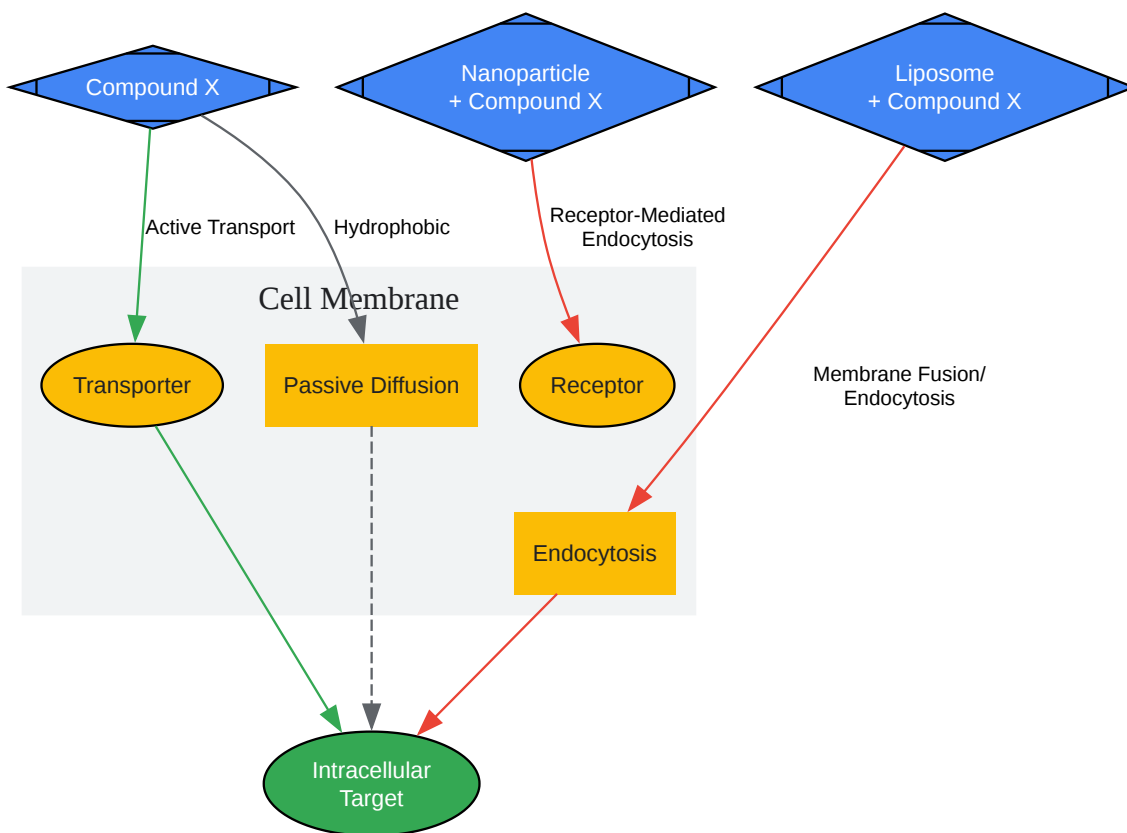 Compound X
Nanoparticle
+ Compound X
Liposome
+ Compound X
Active Transport
Hydrophobic
Receptor-Mediated
Endocytosis
Cell Membrane
Transporter
Passive Diffusion
Receptor
Membrane Fusion/
Endocytosis
Endocytosis
Intracellular
Target